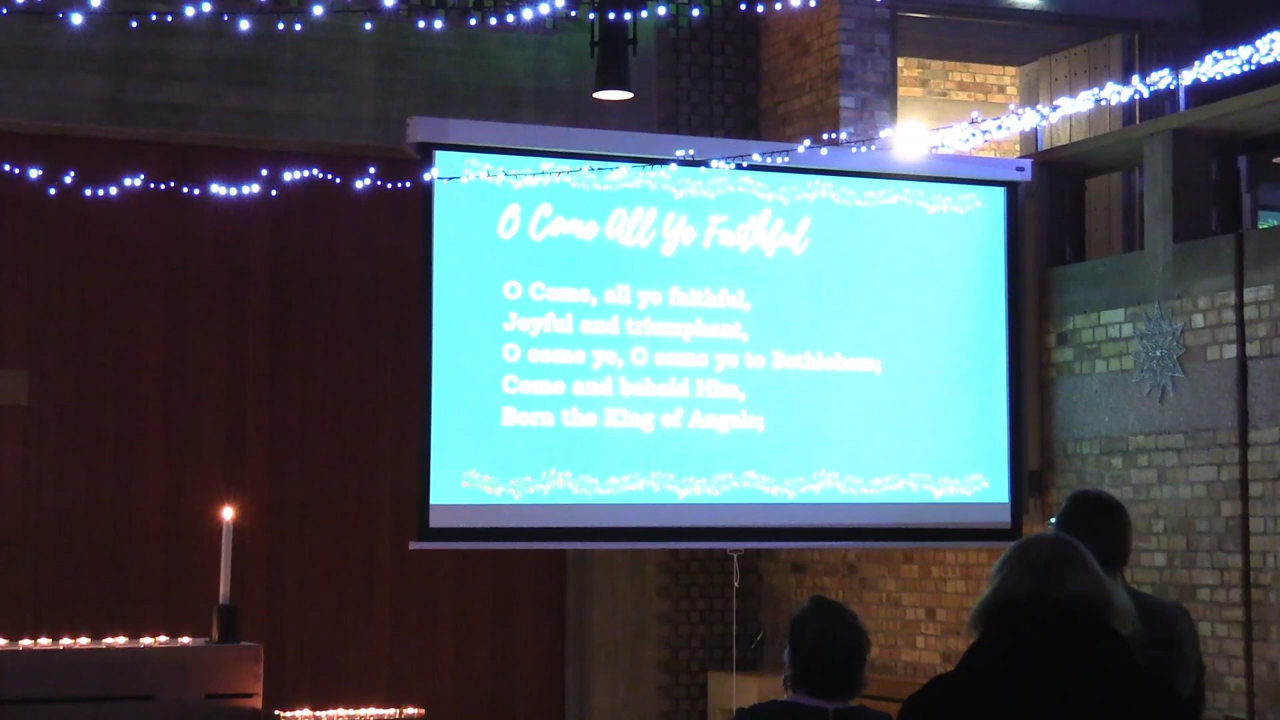 O Come All Ye Faithful
O Come, all ye faithful,
Joyful and triumphant,
O come ye, O come ye to Bethlehem;
Come and behold Him,
Born the King of Angels;